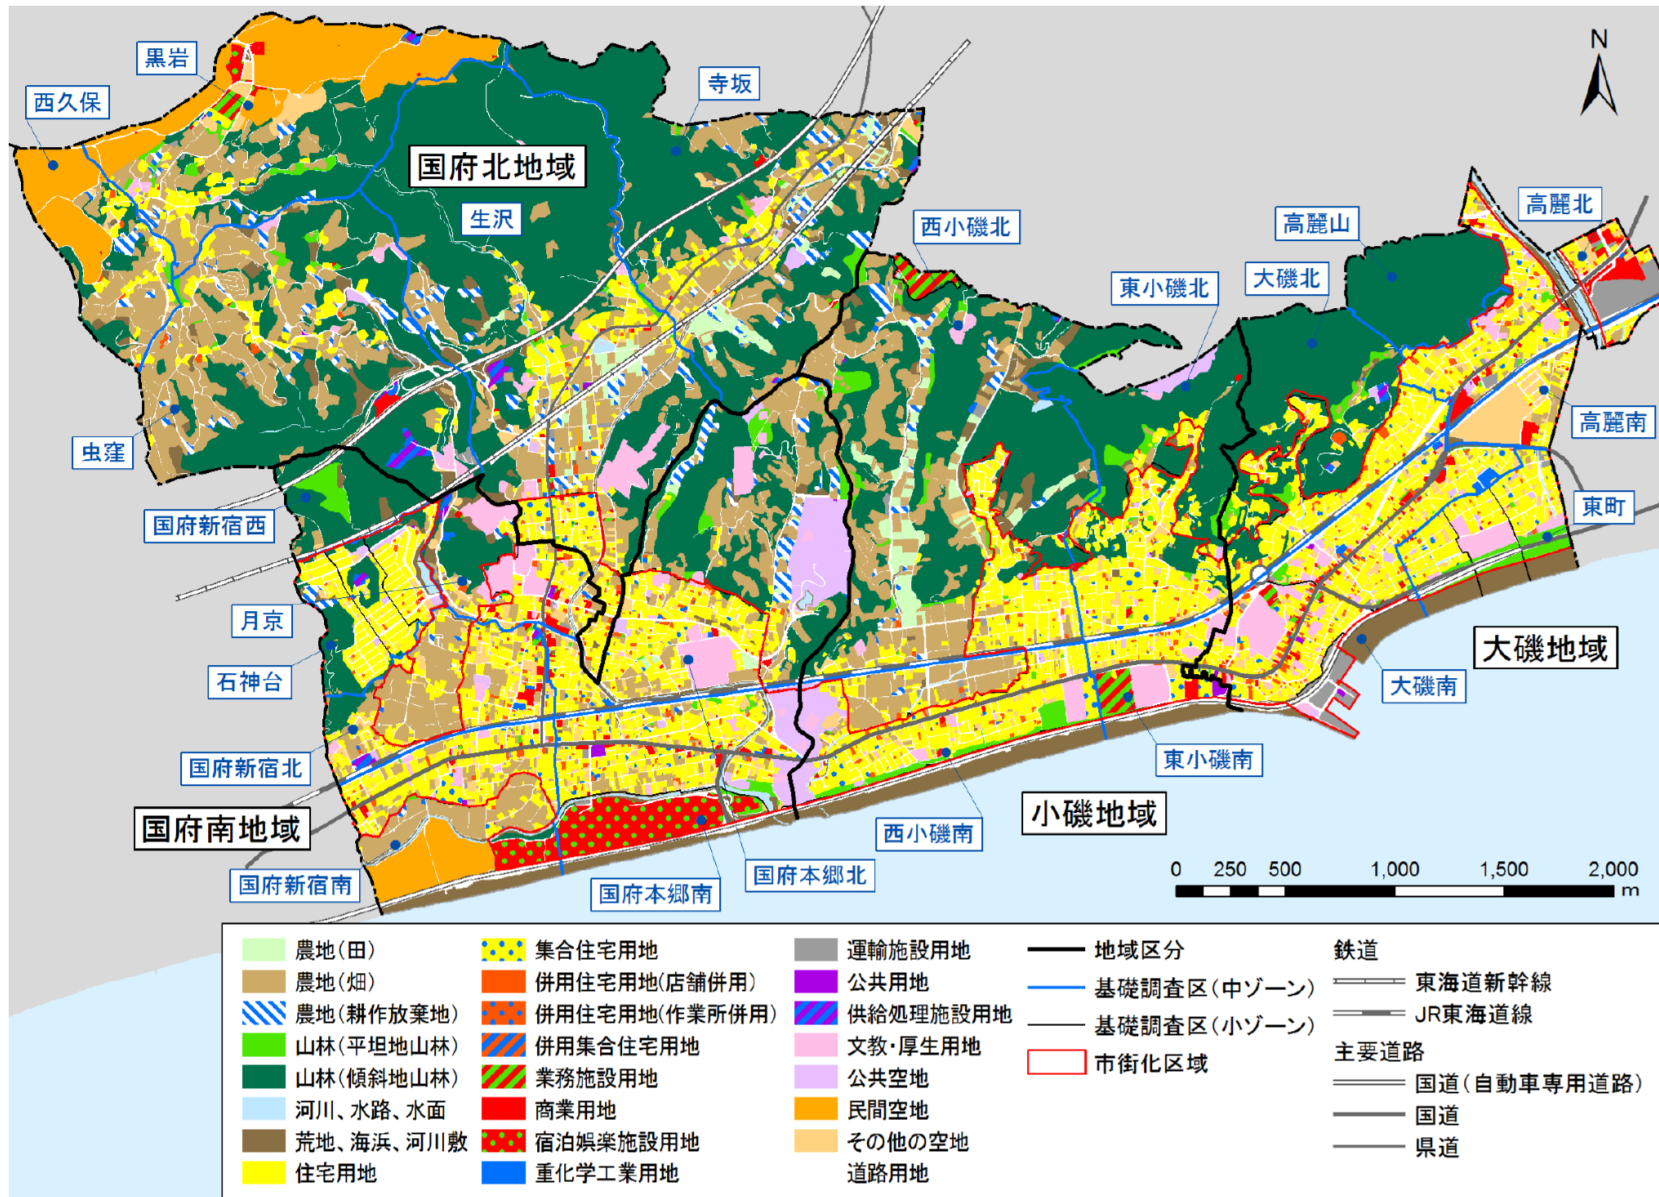 N
黒岩
西久保
寺坂
国府北地域
生沢
西小磯北
高麗山
高麗北
大磯北
東小磯北
高麗南
虫窪
国府新宿西
東町
月京
石神台
大磯地域
大磯南
国府新宿北
東小磯南
国府南地域
小磯地域
西小磯南
国府新宿南
国府本郷南
国府本郷北
0 250 500 1,000 1,500 2,000
m
農地(田)
農地(畑)
農地(耕作放棄地)
山林(平坦地山林)
山林(傾斜地山林)
河川、水路、水面
荒地、海浜、河川敷
住宅用地
集合住宅用地
併用住宅用地(店舗併用)
併用住宅用地(作業所併用)
併用集合住宅用地
業務施設用地
商業用地
宿泊娯楽施設用地
重化学工業用地
運輸施設用地
公共用地
供給処理施設用地
文教・厚生用地
公共空地
民間空地
その他の空地
道路用地
地域区分
基礎調査区(中ゾーン)
基礎調査区(小ゾーン)
市街化区域
鉄道
東海道新幹線
JR東海道線
主要道路
国道(自動車専用道路)
国道
県道